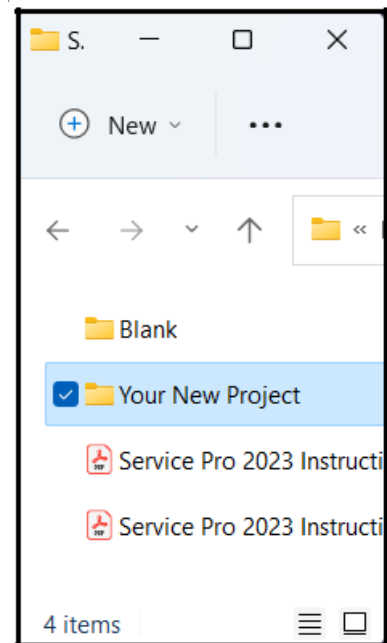 S.
New
Blank
Your New Project
Service Pro 2023 Instructi
Service Pro 2023 Instructi
4 items